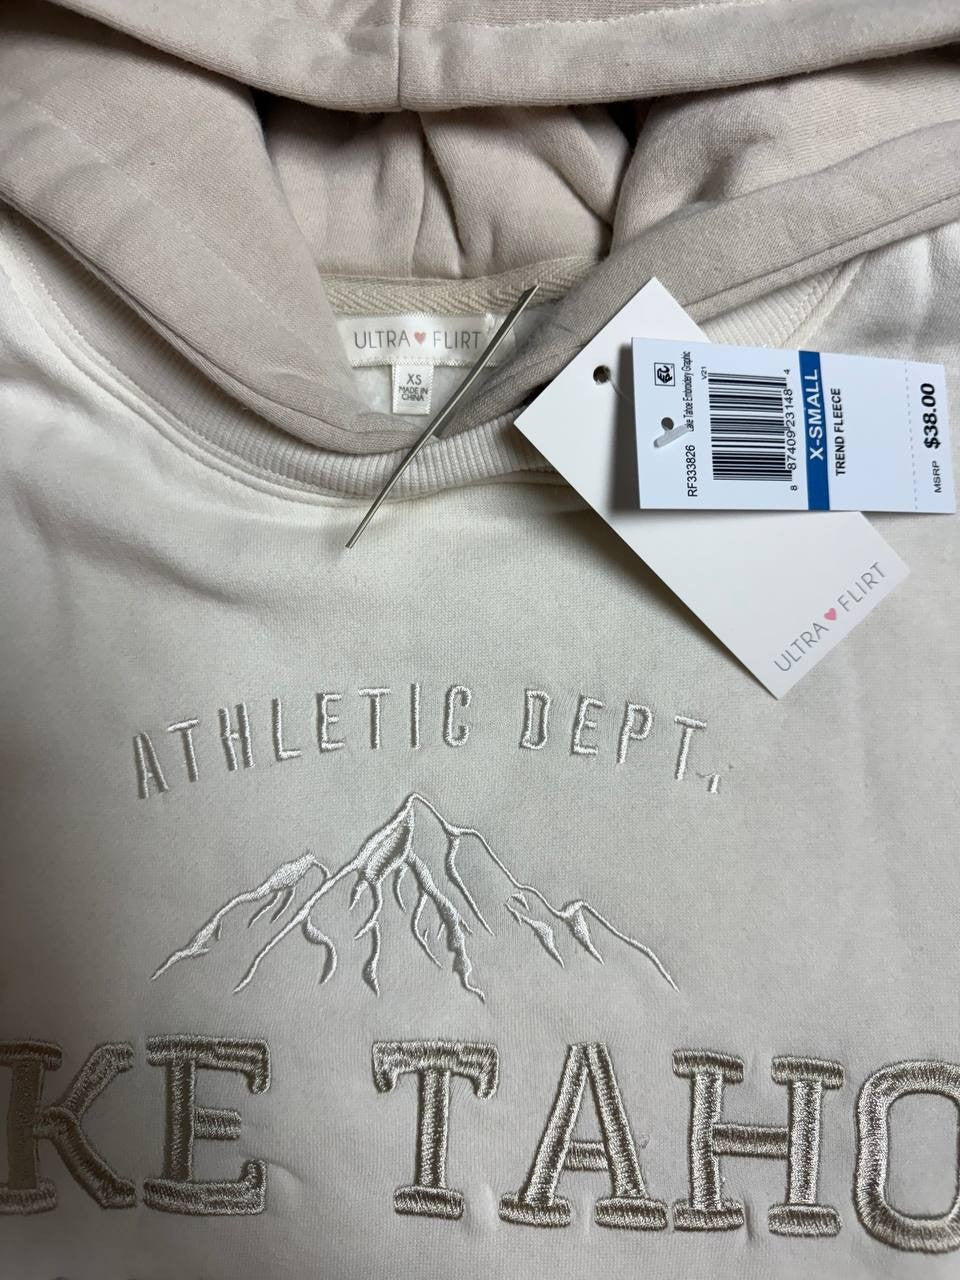 ULTRA♥FLIRT
XS
MADE IN
CHINA
RF333826 Lake Tahoe Embroidery Graphic
V21
8 87409 23148 4
X-SMALL
TREND FLEECE
MSRP $38.00
ULTRA♥FLIRT
ATHLETIC DEPT.
KE TAHO